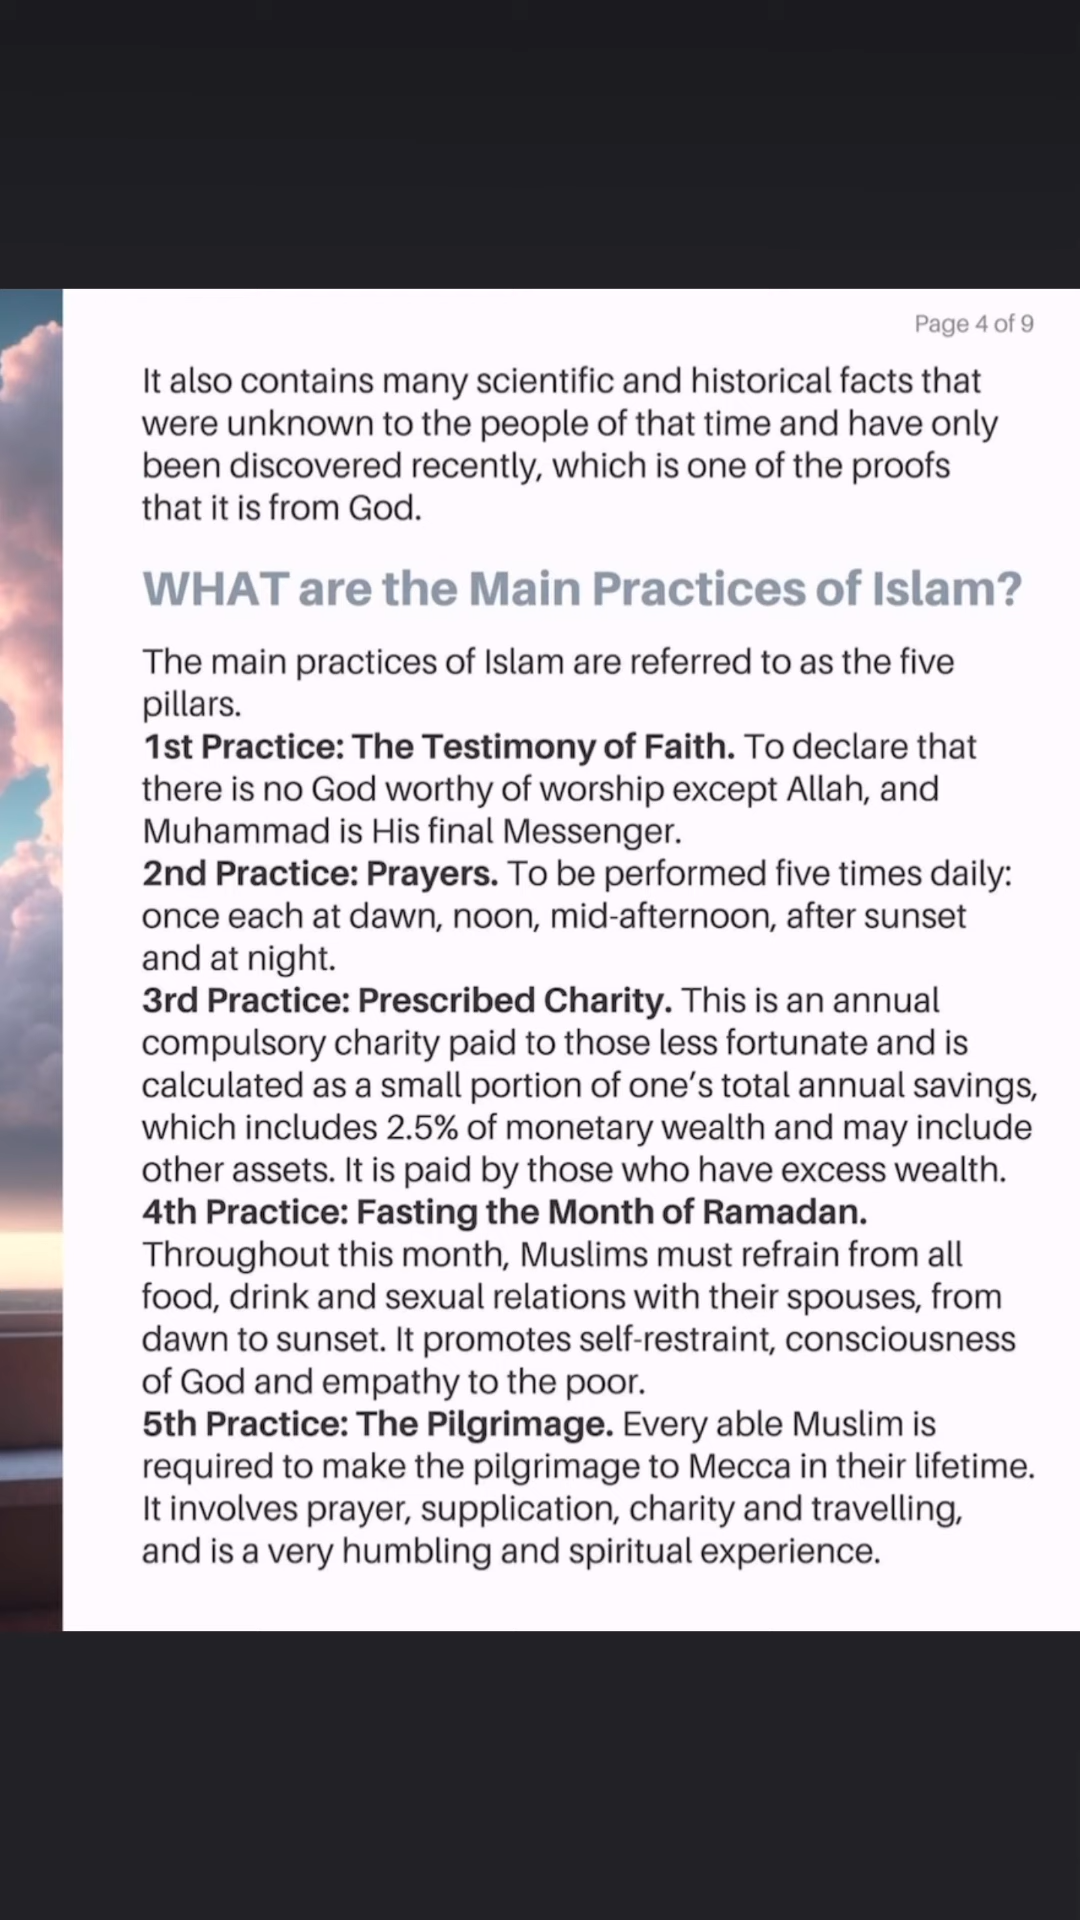 Page 4 of 9
It also contains many scientific and historical facts that
were unknown to the people of that time and have only
been discovered recently, which is one of the proofs
that it is from God.
WHAT are the Main Practices of Islam?
The main practices of Islam are referred to as the five
pillars.
1st Practice: The Testimony of Faith. To declare that
there is no God worthy of worship except Allah, and
Muhammad is His final Messenger.
2nd Practice: Prayers. To be performed five times daily:
once each at dawn, noon, mid-afternoon, after sunset
and at night.
3rd Practice: Prescribed Charity. This is an annual
compulsory charity paid to those less fortunate and is
calculated as a small portion of one’s total annual savings,
which includes 2.5% of monetary wealth and may include
other assets. It is paid by those who have excess wealth.
4th Practice: Fasting the Month of Ramadan.
Throughout this month, Muslims must refrain from all
food, drink and sexual relations with their spouses, from
dawn to sunset. It promotes self-restraint, consciousness
of God and empathy to the poor.
5th Practice: The Pilgrimage. Every able Muslim is
required to make the pilgrimage to Mecca in their lifetime.
It involves prayer, supplication, charity and travelling,
and is a very humbling and spiritual experience.